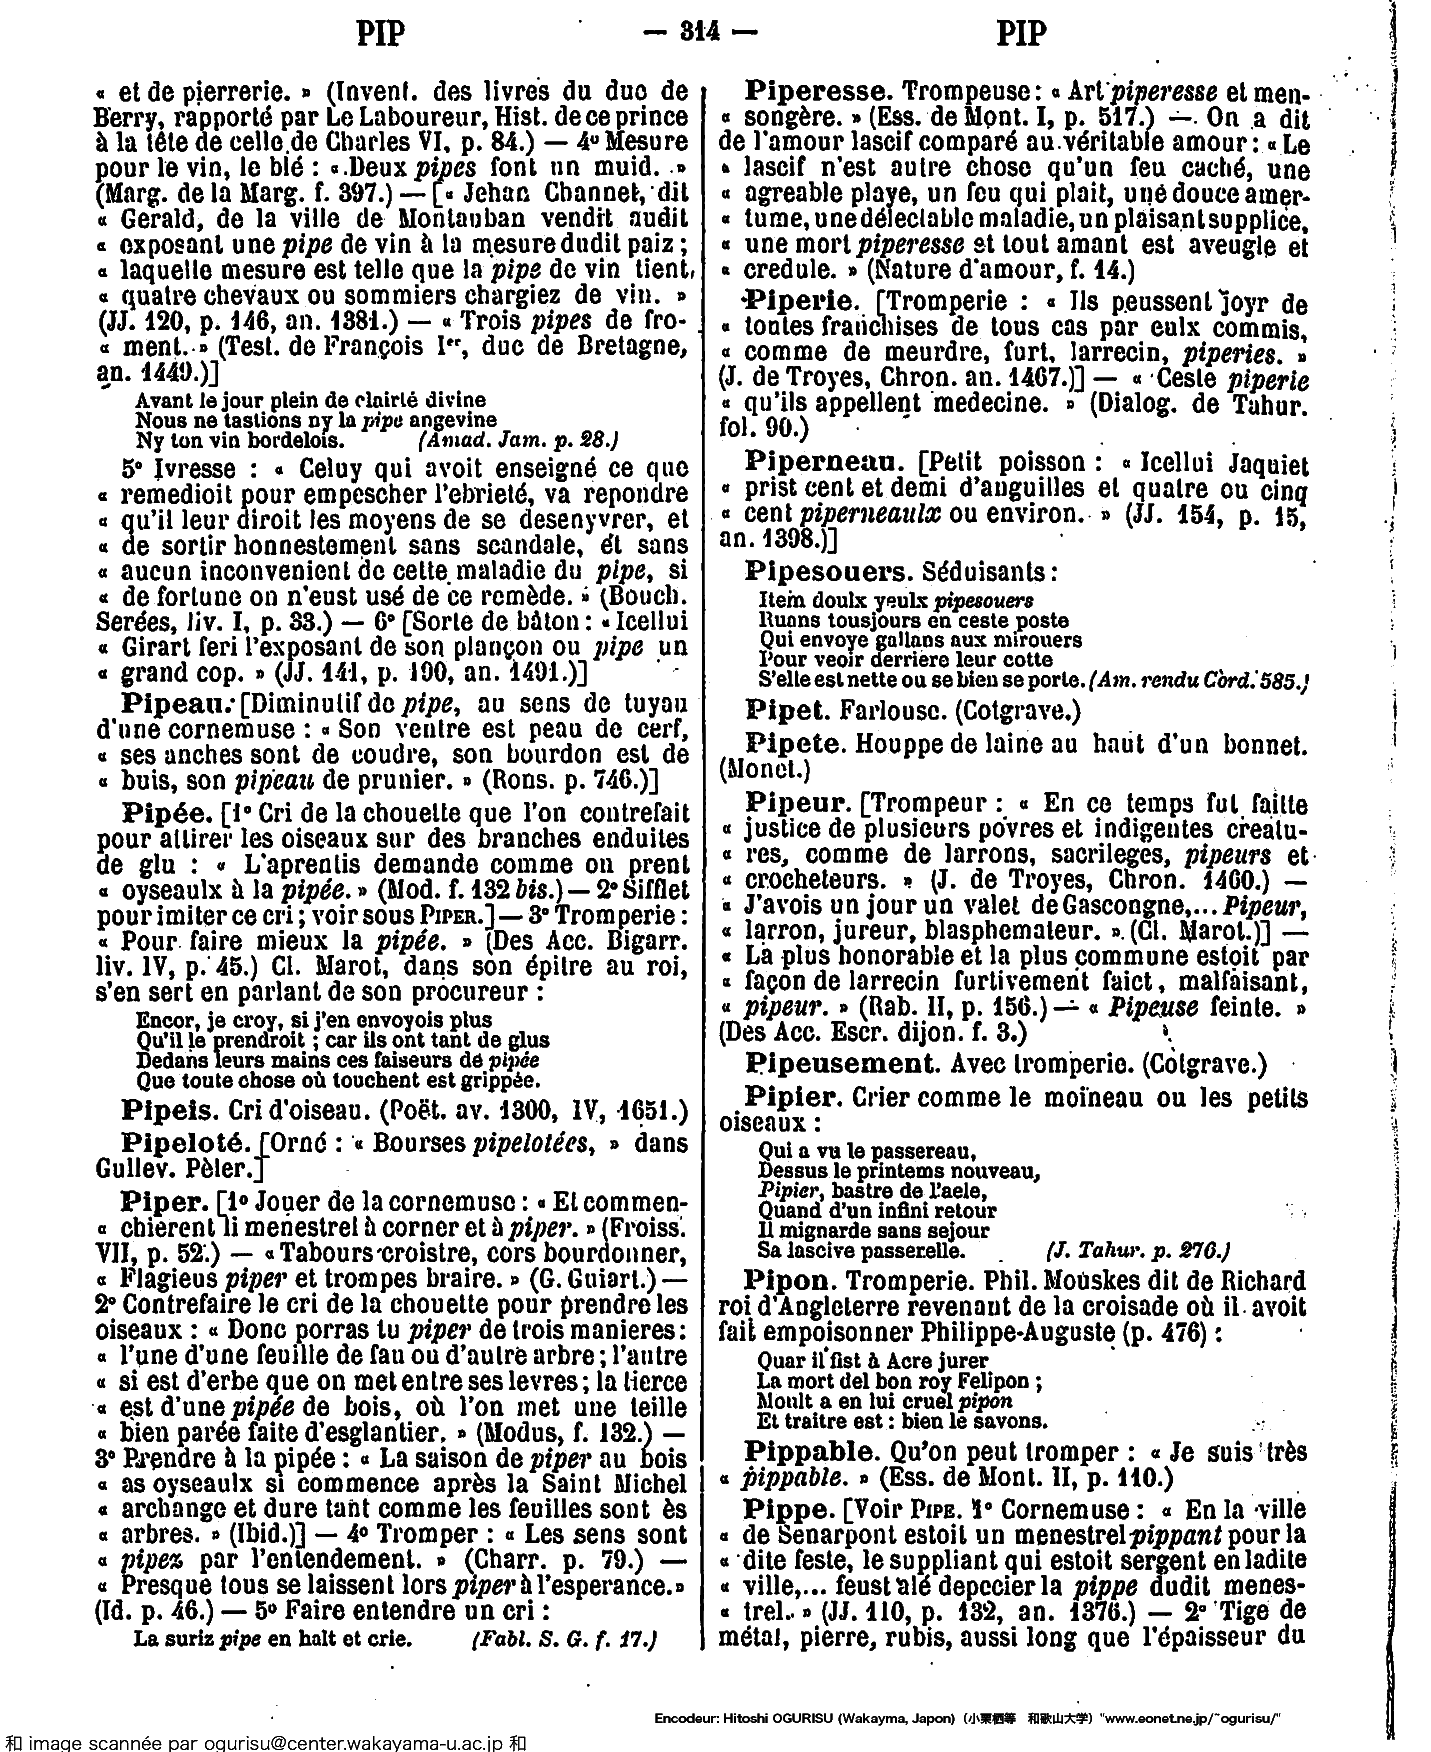 PIP — 314 — PIP
« et de pierrerie. » (Invent. des livres du duc de
Berry, rapporté par Le Laboureur, Hist. de ce prince
à la tête de celle de Charles VI, p. 84.) — 4º Mesure
pour le vin, le blé : « Deux pipes font un muid. »
(Marg. de la Marg. f. 397.) — [« Jehan Channet, dit
« Gerald, de la ville de Montauban vendit audit
« exposant une pipe de vin à la mesure dudit paiz ;
« laquelle mesure est telle que la pipe de vin tient,
« quatre chevaux ou sommiers chargiez de vin. »
(JJ. 120, p. 146, an. 1381.) — « Trois pipes de fro-
« ment. » (Test. de François Iᵉʳ, duc de Bretagne,
an. 1449.)]
Avant le jour plein de clairté divine
Nous ne tastions ny la pipe angevine
Ny ton vin bordelois. (Amad. Jam. p. 28.)
5º Ivresse : « Celuy qui avoit enseigné ce que
« remedioit pour empescher l'ebrieté, va repondre
« qu'il leur diroit les moyens de se desenyvrer, et
« de sortir honnestement sans scandale, et sans
« aucun inconvenient de cette maladie du pipe, si
« de fortune on n'eust usé de ce remède. » (Bouch.
Serées, liv. I, p. 33.) — 6º [Sorte de bâton : « Icellui
« Girart feri l'exposant de son plançon ou pipe un
« grand cop. » (JJ. 141, p. 190, an. 1491.)]
Pipeau. [Diminutif de pipe, au sens de tuyau
d'une cornemuse : « Son ventre est peau de cerf,
« ses anches sont de coudre, son bourdon est de
« buis, son pipeau de prunier. » (Rons. p. 746.)]
Pipée. [1º Cri de la chouette que l'on contrefait
pour attirer les oiseaux sur des branches enduites
de glu : « L'aprentis demande comme on prent
« oyseaulx à la pipée. » (Mod. f. 132 bis.) — 2º Sifflet
pour imiter ce cri ; voir sous PIPER.] — 3º Tromperie :
« Pour faire mieux la pipée. » (Des Acc. Bigarr.
liv. IV, p. 45.) Cl. Marot, dans son épitre au roi,
s'en sert en parlant de son procureur :
Encor, je croy, si j'en envoyois plus
Qu'il le prendroit ; car ils ont tant de glus
Dedans leurs mains ces faiseurs de pipée
Que toute chose où touchent est grippée.
Pipeis. Cri d'oiseau. (Poët. av. 1300, IV, 1651.)
Pipeloté. [Orné : « Bourses pipelotées, » dans
Gullev. Pèler.]
Piper. [1º Jouer de la cornemuse : « Et commen-
« chierent li menestrel à corner et à piper. » (Froiss.
VII, p. 52.) — « Tabours croistre, cors bourdonner,
« Flagieus piper et trompes braire. » (G. Guiart.) —
2º Contrefaire le cri de la chouette pour prendre les
oiseaux : « Donc porras tu piper de trois manieres :
« l'une d'une feuille de fau ou d'autre arbre ; l'autre
« si est d'erbe que on met entre ses levres ; la tierce
« est d'une pipée de bois, où l'on met une teille
« bien parée faite d'esglantier. » (Modus, f. 132.) —
3º Prendre à la pipée : « La saison de piper au bois
« as oyseaulx si commence après la Saint Michel
« archange et dure tant comme les feuilles sont ès
« arbres. » (Ibid.)] — 4º Tromper : « Les sens sont
« pipez par l'entendement. » (Charr. p. 79.) —
« Presque tous se laissent lors piper à l'esperance. »
(Id. p. 46.) — 5º Faire entendre un cri :
La suriz pipe en halt et crie. (Fabl. S. G. f. 17.)
Piperesse. Trompeuse : « Art piperesse et men-
« songère. » (Ess. de Mont. I, p. 517.) — On a dit
de l'amour lascif comparé au véritable amour : « Le
« lascif n'est autre chose qu'un feu caché, une
« agreable playe, un feu qui plait, une douce amer-
« tume, une délectable maladie, un plaisant supplice,
« une mort piperesse et tout amant est aveugle et
« credule. » (Nature d'amour, f. 14.)
Piperie. [Tromperie : « Ils peussent joyr de
« toutes franchises de tous cas par eulx commis,
« comme de meurdre, furt, larrecin, piperies. »
(J. de Troyes, Chron. an. 1467.)] — « Ceste piperie
« qu'ils appellent medecine. » (Dialog. de Tahur.
fol. 90.)
Piperneau. [Petit poisson : « Icellui Jaquiet
« prist cent et demi d'anguilles et quatre ou cinq
« cent piperneaulx ou environ. » (JJ. 154, p. 15,
an. 1398.)]
Pipesouers. Séduisants :
Item doulx yeulx pipesouers
Ruans tousjours en ceste poste
Qui envoye gallans aux mirouers
Pour veoir derriere leur cotte
S'elle est nette ou se bien se porte. (Am. rendu Cord. 585.)
Pipet. Farlouse. (Cotgrave.)
Pipete. Houppe de laine au haut d'un bonnet.
(Monet.)
Pipeur. [Trompeur : « En ce temps fut faitte
« justice de plusieurs povres et indigentes creatu-
« res, comme de larrons, sacrileges, pipeurs et
« crocheteurs. » (J. de Troyes, Chron. 1460.) —
« J'avois un jour un valet de Gascongne,... Pipeur,
« larron, jureur, blasphemateur. » (Cl. Marot.)] —
« La plus honorable et la plus commune estoit par
« façon de larrecin furtivement faict, malfaisant,
« pipeur. » (Rab. II, p. 156.) — « Pipeuse feinte. »
(Des Acc. Escr. dijon. f. 3.)
Pipeusement. Avec tromperie. (Cotgrave.)
Pipier. Crier comme le moineau ou les petits
oiseaux :
Qui a vu le passereau,
Dessus le printems nouveau,
Pipier, bastre de l'aele,
Quand d'un infini retour
Il mignarde sans sejour
Sa lascive passerelle. (J. Tahur. p. 276.)
Pipon. Tromperie. Phil. Mouskes dit de Richard
roi d'Angleterre revenant de la croisade où il avoit
fait empoisonner Philippe-Auguste (p. 476) :
Quar il fist à Acre jurer
La mort del bon roy Felipon ;
Moult a en lui cruel pipon
Et traitre est : bien le savons.
Pippable. Qu'on peut tromper : « Je suis très
« pippable. » (Ess. de Mont. II, p. 110.)
Pippe. [Voir PIPE. 1º Cornemuse : « En la ville
« de Senarpont estoit un menestrel pippant pour la
« dite feste, le suppliant qui estoit sergent en ladite
« ville,... feust alé depecier la pippe dudit menes-
« trel. » (JJ. 110, p. 132, an. 1376.) — 2º Tige de
métal, pierre, rubis, aussi long que l'épaisseur du
Encodeur: Hitoshi OGURISU (Wakayma, Japon) (小栗栖等 和歌山大学) "www.eonet.ne.jp/~ogurisu/"
和 image scannée par ogurisu@center.wakayama-u.ac.jp 和